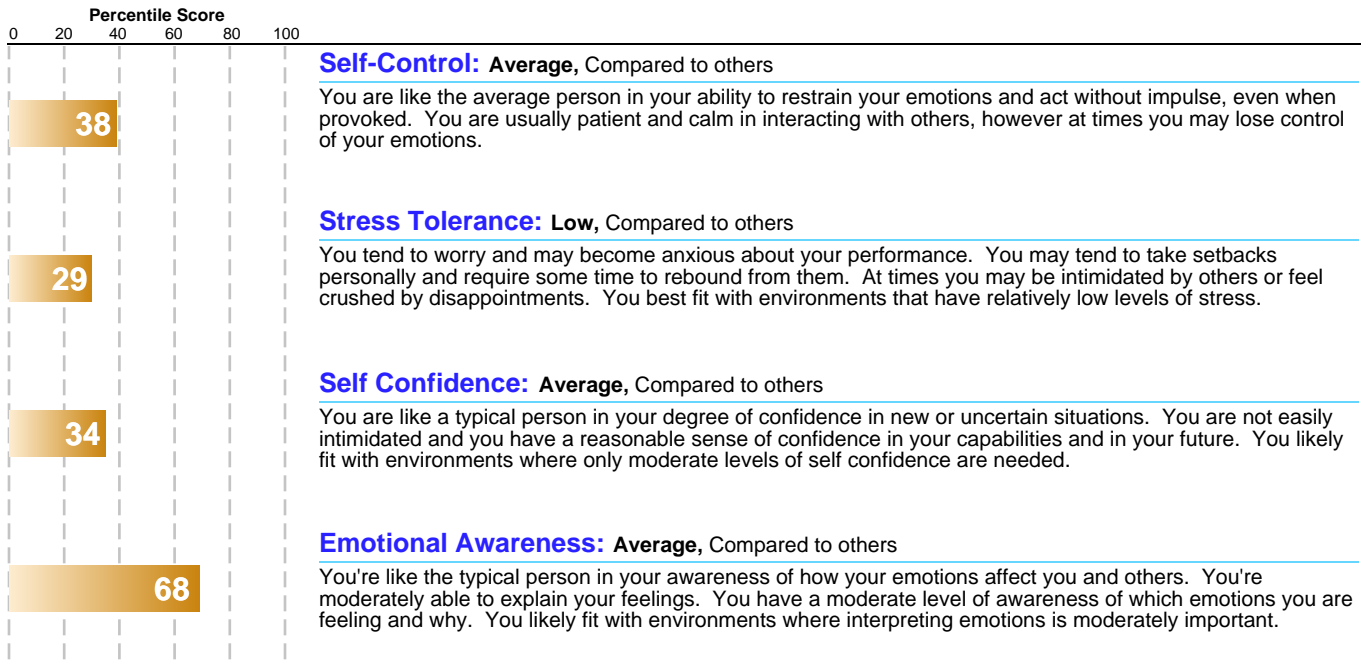 Percentile Score
0 20 40 60 80 100
Self-Control: Average, Compared to others
38
You are like the average person in your ability to restrain your emotions and act without impulse, even when
provoked. You are usually patient and calm in interacting with others, however at times you may lose control
of your emotions.
Stress Tolerance: Low, Compared to others
29
You tend to worry and may become anxious about your performance. You may tend to take setbacks
personally and require some time to rebound from them. At times you may be intimidated by others or feel
crushed by disappointments. You best fit with environments that have relatively low levels of stress.
Self Confidence: Average, Compared to others
34
You are like a typical person in your degree of confidence in new or uncertain situations. You are not easily
intimidated and you have a reasonable sense of confidence in your capabilities and in your future. You likely
fit with environments where only moderate levels of self confidence are needed.
Emotional Awareness: Average, Compared to others
68
You're like the typical person in your awareness of how your emotions affect you and others. You're
moderately able to explain your feelings. You have a moderate level of awareness of which emotions you are
feeling and why. You likely fit with environments where interpreting emotions is moderately important.